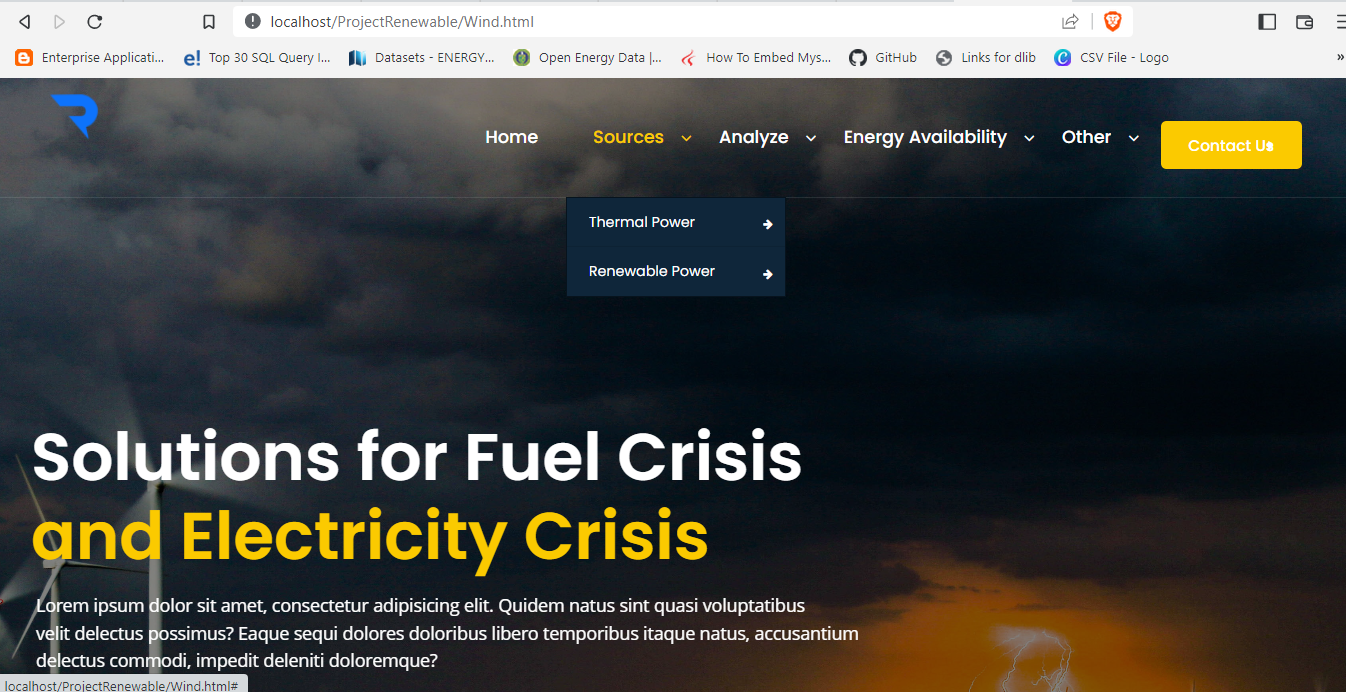 localhost/ProjectRenewable/Wind.html
Enterprise Applicati... e! Top 30 SQL Query I... Datasets - ENERGY... Open Energy Data |... How To Embed Mys... GitHub Links for dlib CSV File - Logo »
Home Sources Analyze Energy Availability Other Contact Us
Thermal Power
Renewable Power
Solutions for Fuel Crisis
and Electricity Crisis
Lorem ipsum dolor sit amet, consectetur adipisicing elit. Quidem natus sint quasi voluptatibus
velit delectus possimus? Eaque sequi dolores doloribus libero temporibus itaque natus, accusantium
delectus commodi, impedit deleniti doloremque?
localhost/ProjectRenewable/Wind.html#